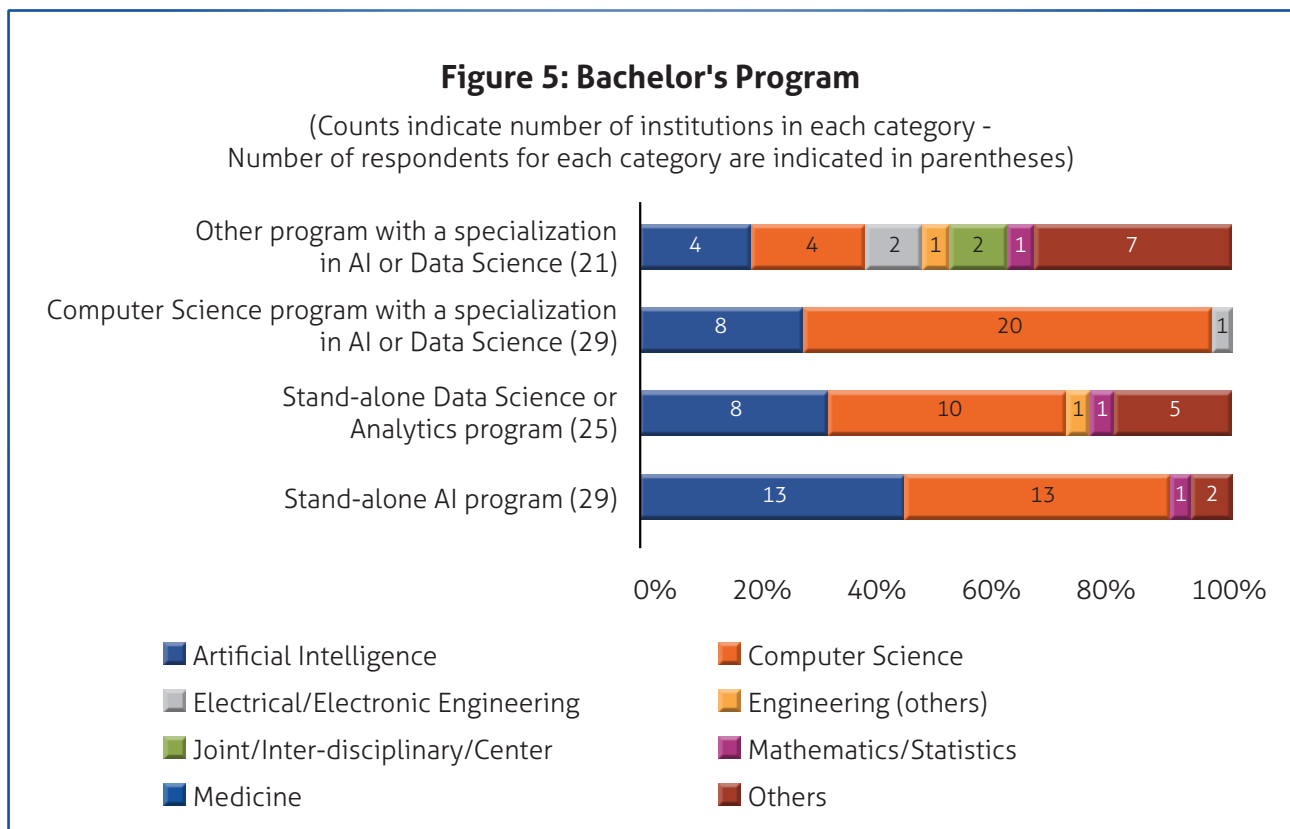 Figure 5: Bachelor's Program
(Counts indicate number of institutions in each category -
Number of respondents for each category are indicated in parentheses)
Other program with a specialization
in AI or Data Science (21)
4 4 2 1 2 1 7
Computer Science program with a specialization
in AI or Data Science (29)
8 20 1
Stand-alone Data Science or
Analytics program (25)
8 10 1 1 5
Stand-alone AI program (29)
13 13 1 2
0% 20% 40% 60% 80% 100%
Artificial Intelligence
Computer Science
Electrical/Electronic Engineering
Engineering (others)
Joint/Inter-disciplinary/Center
Mathematics/Statistics
Medicine
Others